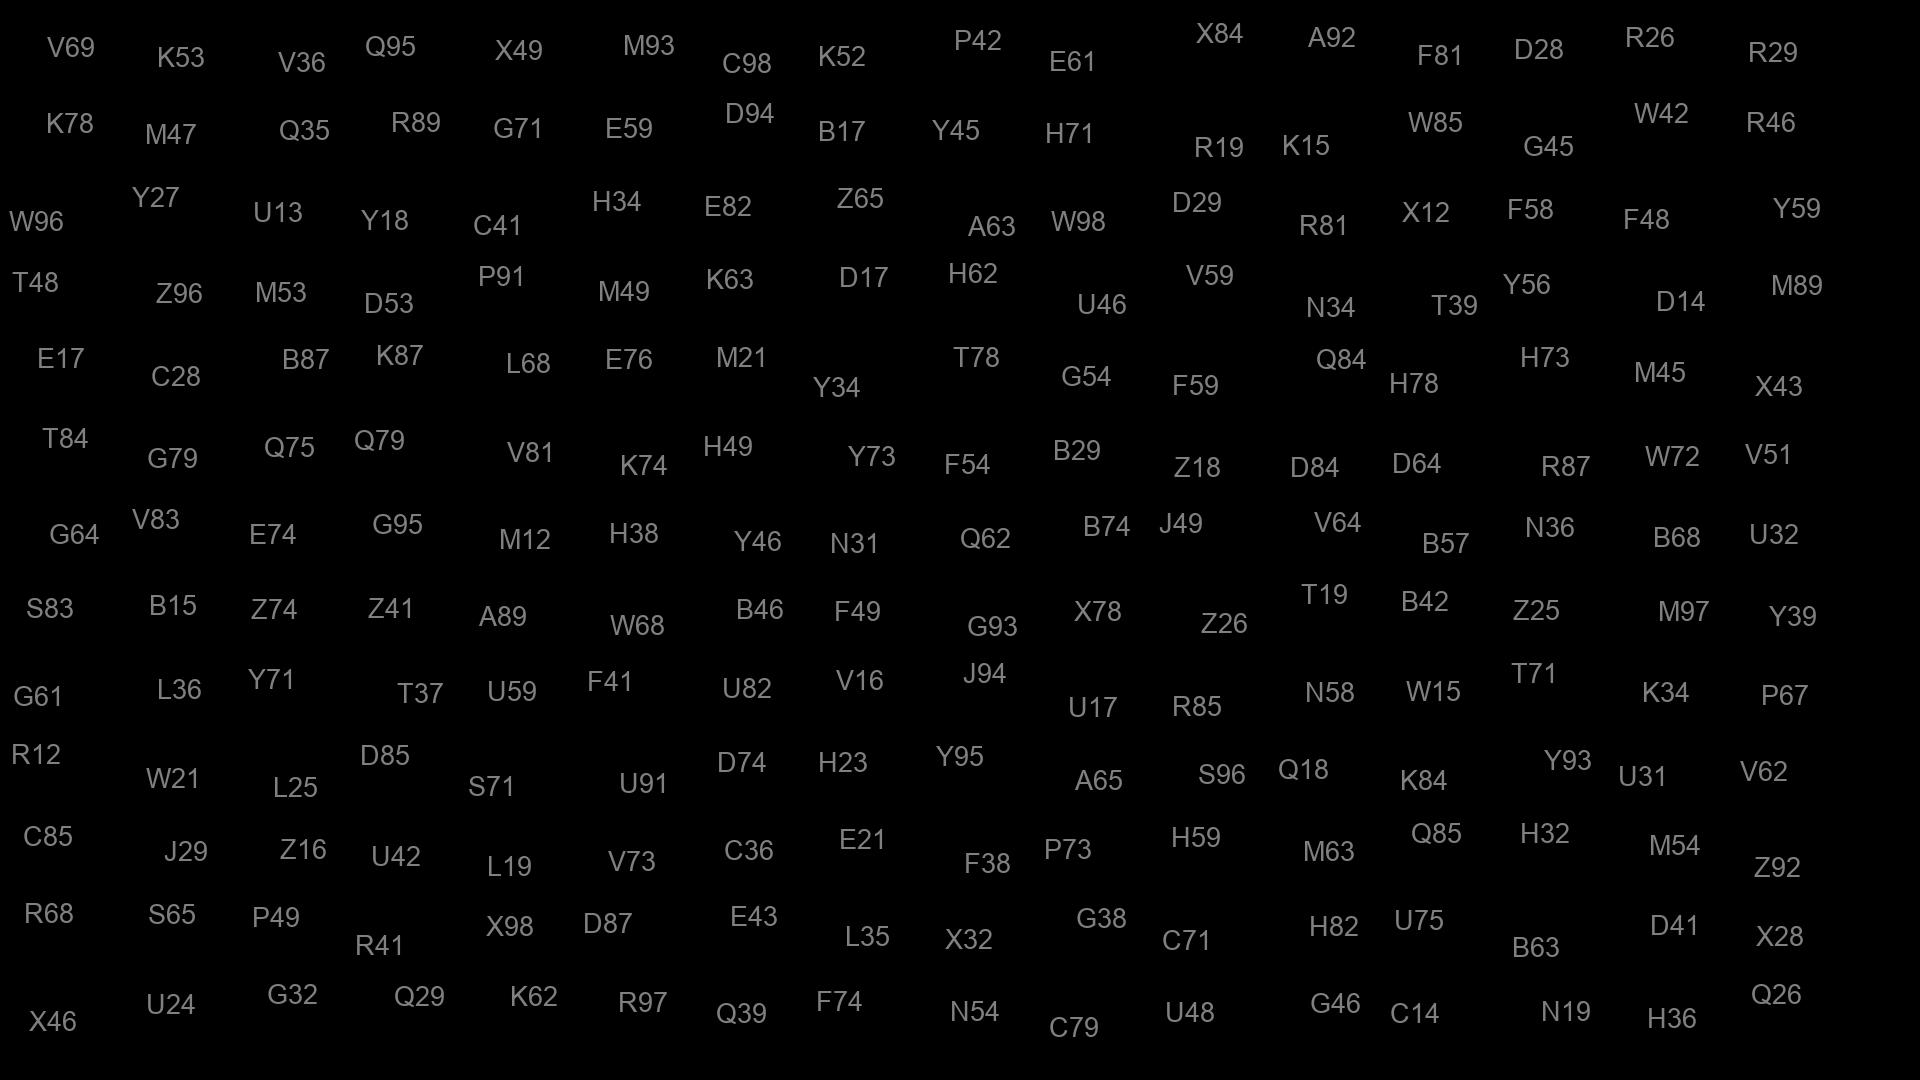 V69 K53 V36 Q95 X49 M93 C98 K52 P42 E61 X84 A92 F81 D28 R26 R29
K78 M47 Q35 R89 G71 E59 D94 B17 Y45 H71 R19 K15 W85 G45 W42 R46
W96 Y27 U13 Y18 C41 H34 E82 Z65 A63 W98 D29 R81 X12 F58 F48 Y59
T48 Z96 M53 D53 P91 M49 K63 D17 H62 U46 V59 N34 T39 Y56 D14 M89
E17 C28 B87 K87 L68 E76 M21 Y34 T78 G54 F59 Q84 H78 H73 M45 X43
T84 G79 Q75 Q79 V81 K74 H49 Y73 F54 B29 Z18 D84 D64 R87 W72 V51
G64 V83 E74 G95 M12 H38 Y46 N31 Q62 B74 J49 V64 B57 N36 B68 U32
S83 B15 Z74 Z41 A89 W68 B46 F49 G93 X78 Z26 T19 B42 Z25 M97 Y39
G61 L36 Y71 T37 U59 F41 U82 V16 J94 U17 R85 N58 W15 T71 K34 P67
R12 W21 L25 D85 S71 U91 D74 H23 Y95 A65 S96 Q18 K84 Y93 U31 V62
C85 J29 Z16 U42 L19 V73 C36 E21 F38 P73 H59 M63 Q85 H32 M54 Z92
R68 S65 P49 R41 X98 D87 E43 L35 X32 G38 C71 H82 U75 B63 D41 X28
X46 U24 G32 Q29 K62 R97 Q39 F74 N54 C79 U48 G46 C14 N19 H36 Q26